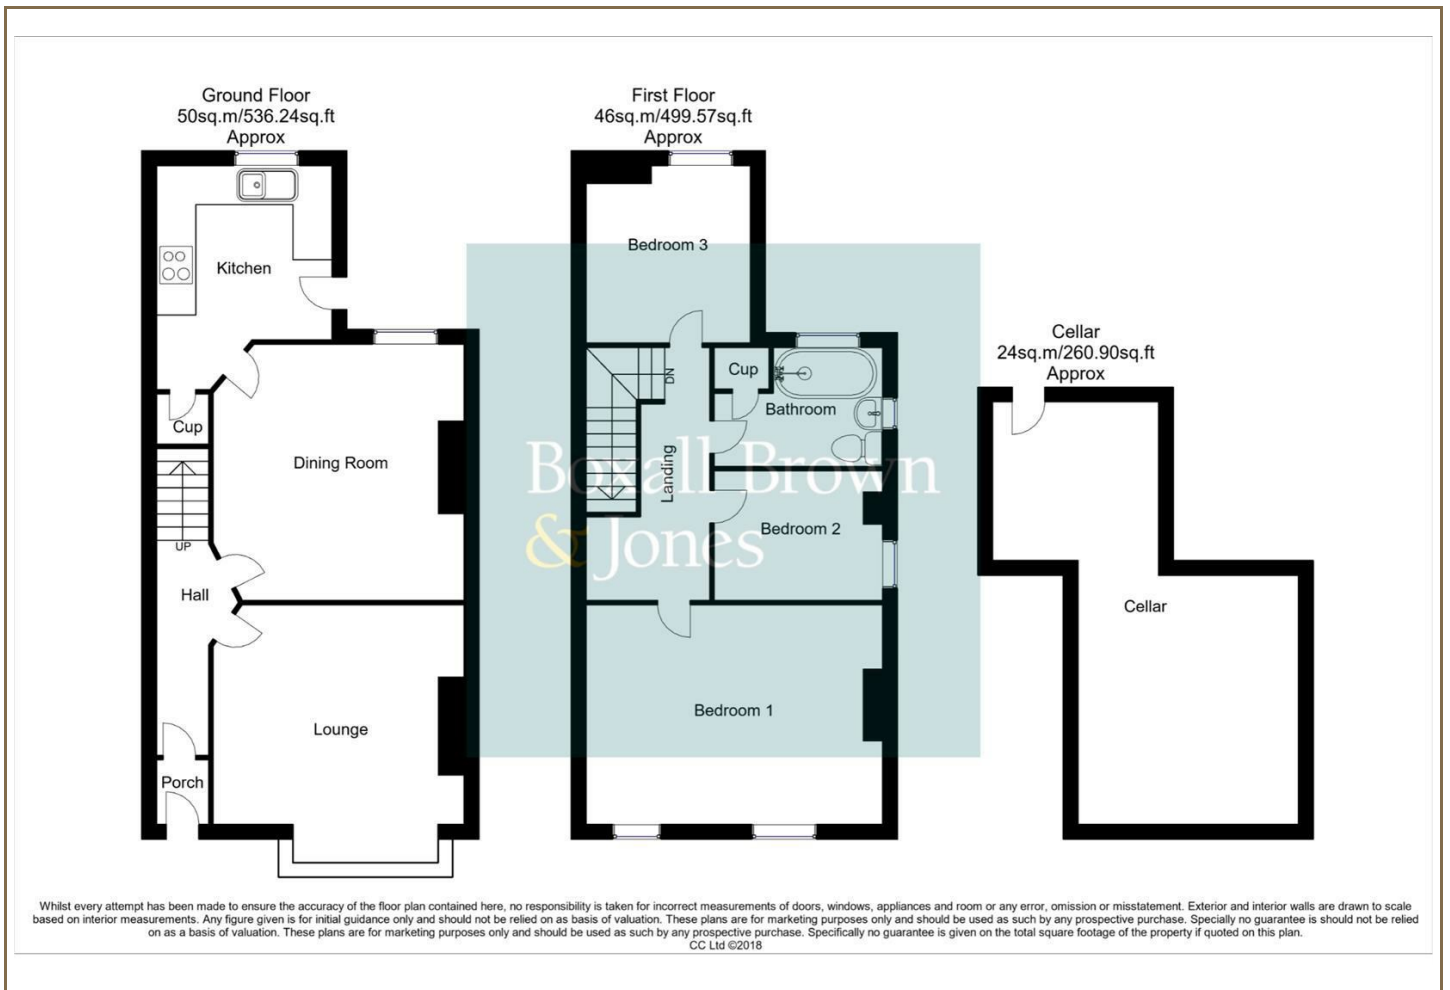 Ground Floor
50sq.m/536.24sq.ft
Approx
Kitchen
Cup
Dining Room
UP
Hall
Lounge
Porch
First Floor
46sq.m/499.57sq.ft
Approx
Bedroom 3
DN
Cup
Bathroom
Landing
Bedroom 2
Bedroom 1
Boxall Brown
& Jones
Cellar
24sq.m/260.90sq.ft
Approx
Cellar
Whilst every attempt has been made to ensure the accuracy of the floor plan contained here, no responsibility is taken for incorrect measurements of doors, windows, appliances and room or any error, omission or misstatement. Exterior and interior walls are drawn to scale
based on interior measurements. Any figure given is for initial guidance only and should not be relied on as basis of valuation. These plans are for marketing purposes only and should be used as such by any prospective purchase. Specially no guarantee is should not be relied
on as a basis of valuation. These plans are for marketing purposes only and should be used as such by any prospective purchase. Specifically no guarantee is given on the total square footage of the property if quoted on this plan.
CC Ltd ©2018